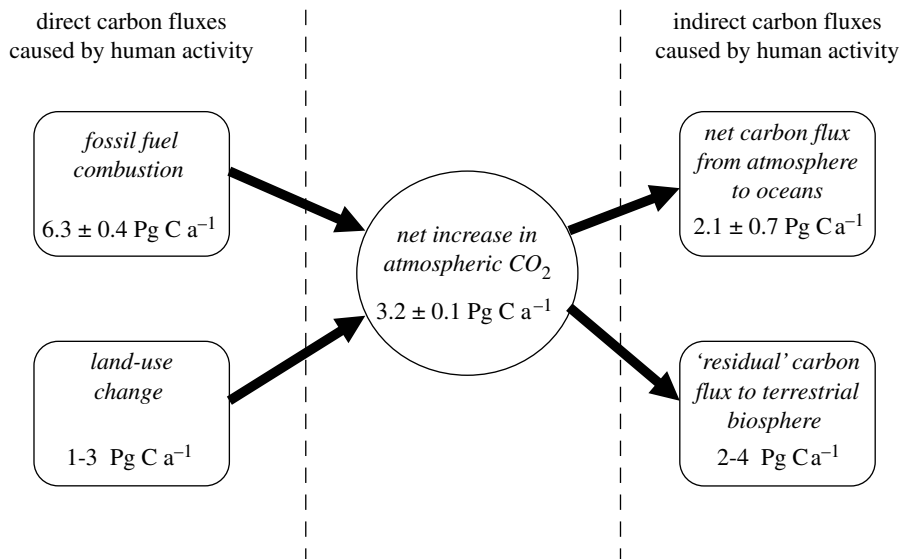 direct carbon fluxes
caused by human activity
indirect carbon fluxes
caused by human activity
fossil fuel
combustion
6.3 ± 0.4 Pg C a⁻¹
land-use
change
1-3 Pg C a⁻¹
net increase in
atmospheric CO₂
3.2 ± 0.1 Pg C a⁻¹
net carbon flux
from atmosphere
to oceans
2.1 ± 0.7 Pg C a⁻¹
‘residual’ carbon
flux to terrestrial
biosphere
2-4 Pg C a⁻¹